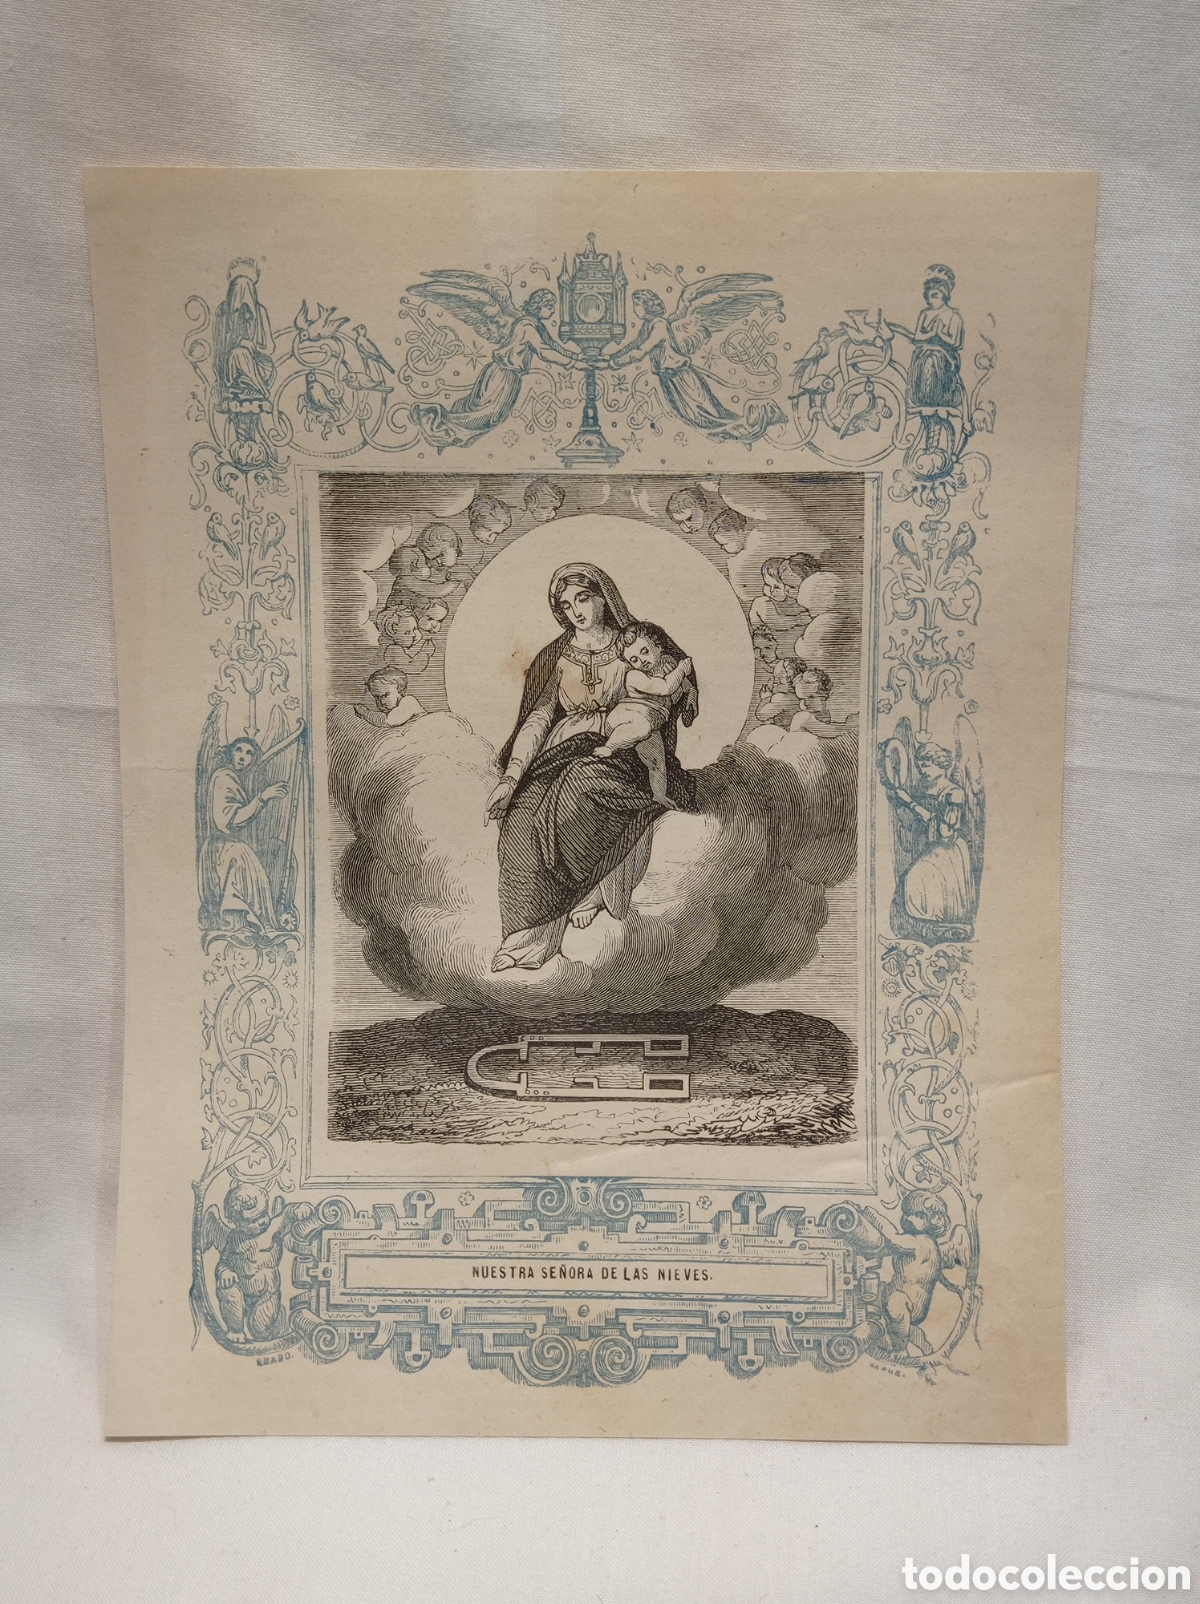 NUESTRA SEÑORA DE LAS NIEVES.
todocoleccion